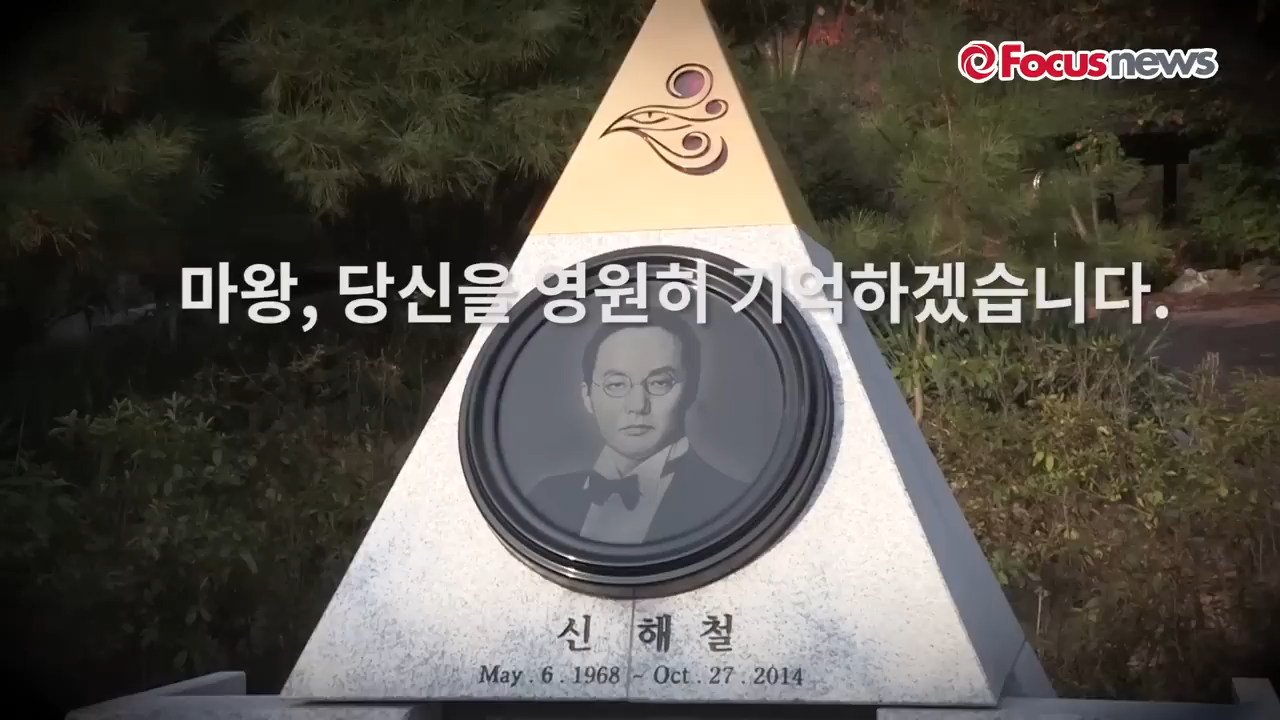 Focusnews
마왕, 당신을 영원히 기억하겠습니다.
신 해 철
May . 6 . 1968 ~ Oct . 27 . 2014